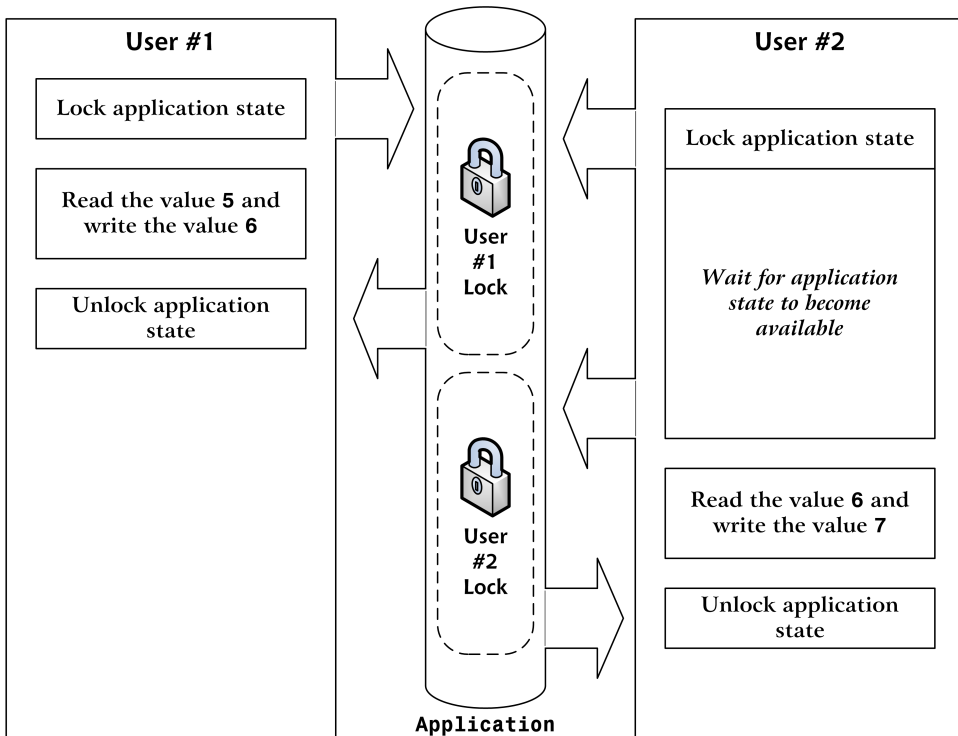 User #1
Lock application state
Read the value 5 and
write the value 6
Unlock application
state
User
#1
Lock
User
#2
Lock
Application
User #2
Lock application state
Wait for application
state to become
available
Read the value 6 and
write the value 7
Unlock application
state